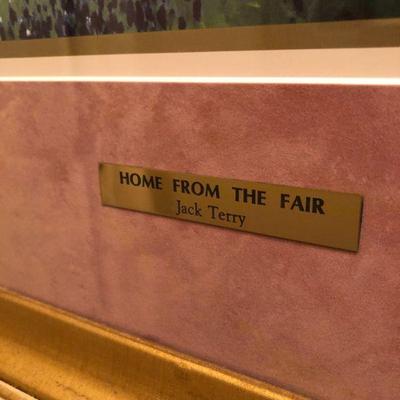 HOME FROM THE FAIR
Jack Terry